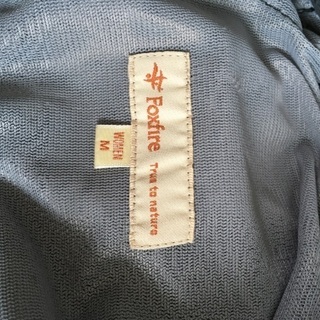 Foxfire
True to nature
WOMEN
M